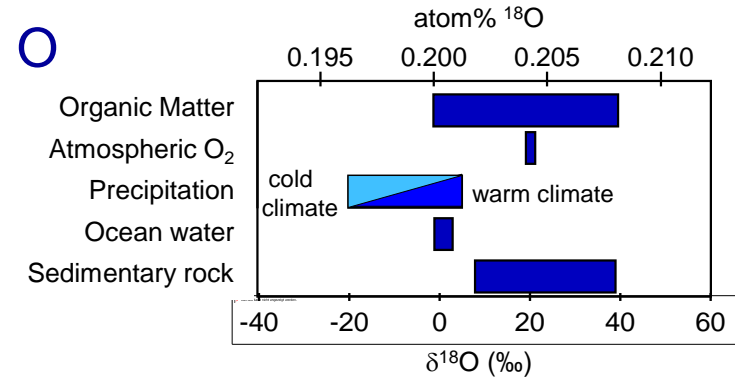 O
atom% ¹⁸O
0.195 0.200 0.205 0.210
Organic Matter
Atmospheric O₂
Precipitation
cold
climate
warm climate
Ocean water
Sedimentary rock
-40 -20 0 20 40 60
δ¹⁸O (‰)